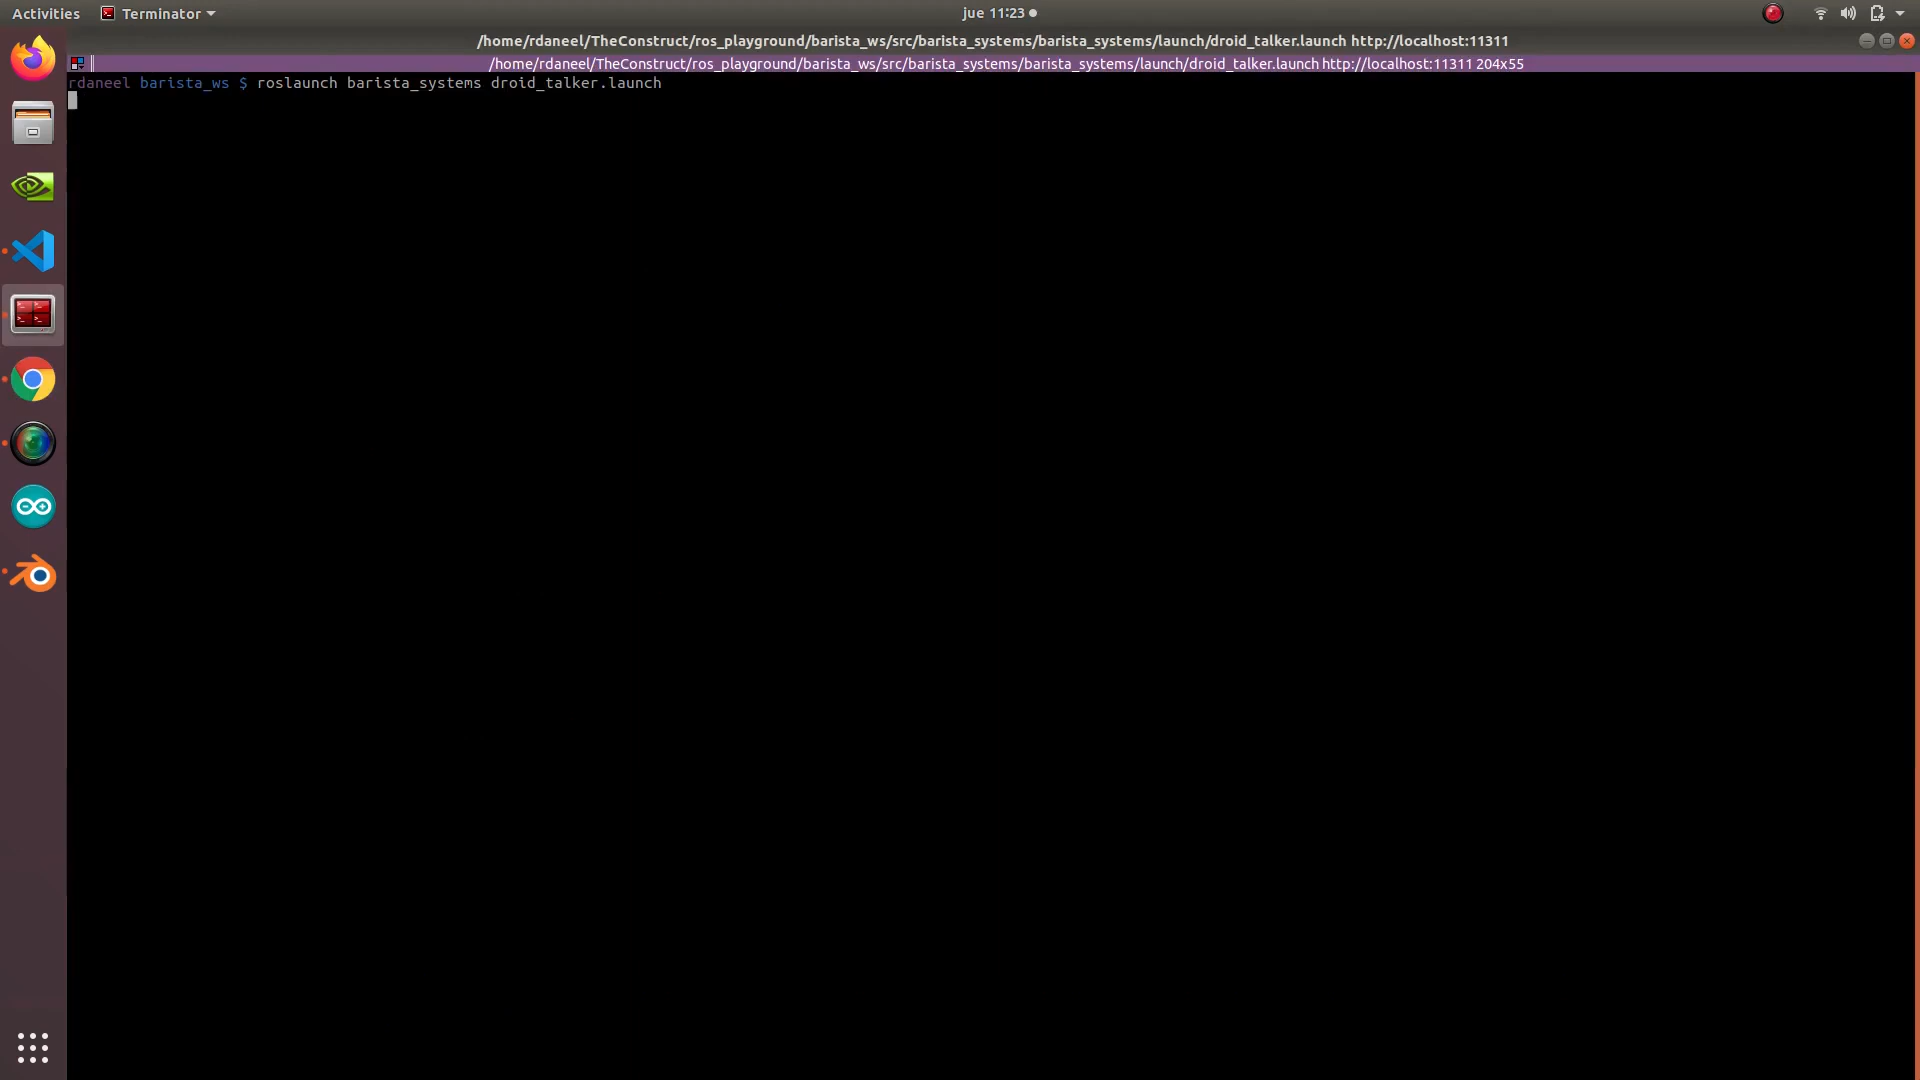 Activities Terminator jue 11:23
/home/rdaneel/TheConstruct/ros_playground/barista_ws/src/barista_systems/barista_systems/launch/droid_talker.launch http://localhost:11311
/home/rdaneel/TheConstruct/ros_playground/barista_ws/src/barista_systems/barista_systems/launch/droid_talker.launch http://localhost:11311 204x55
rdaneel barista_ws $ roslaunch barista_systems droid_talker.launch